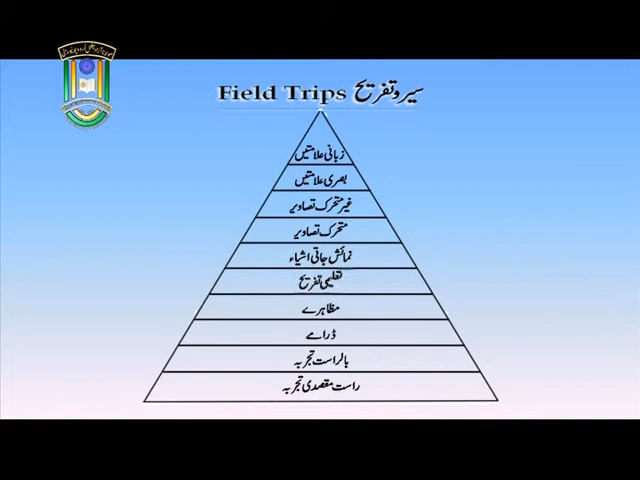 Field Trips سیر و تفریح
زبانی علامتیں
بصری علامتیں
غیر متحرک تصاویر
متحرک تصاویر
نمائش جاتی اشیاء
تعلیمی تفریح
مظاہرے
ڈرامے
بالراست تجربہ
راست مقصدی تجربہ